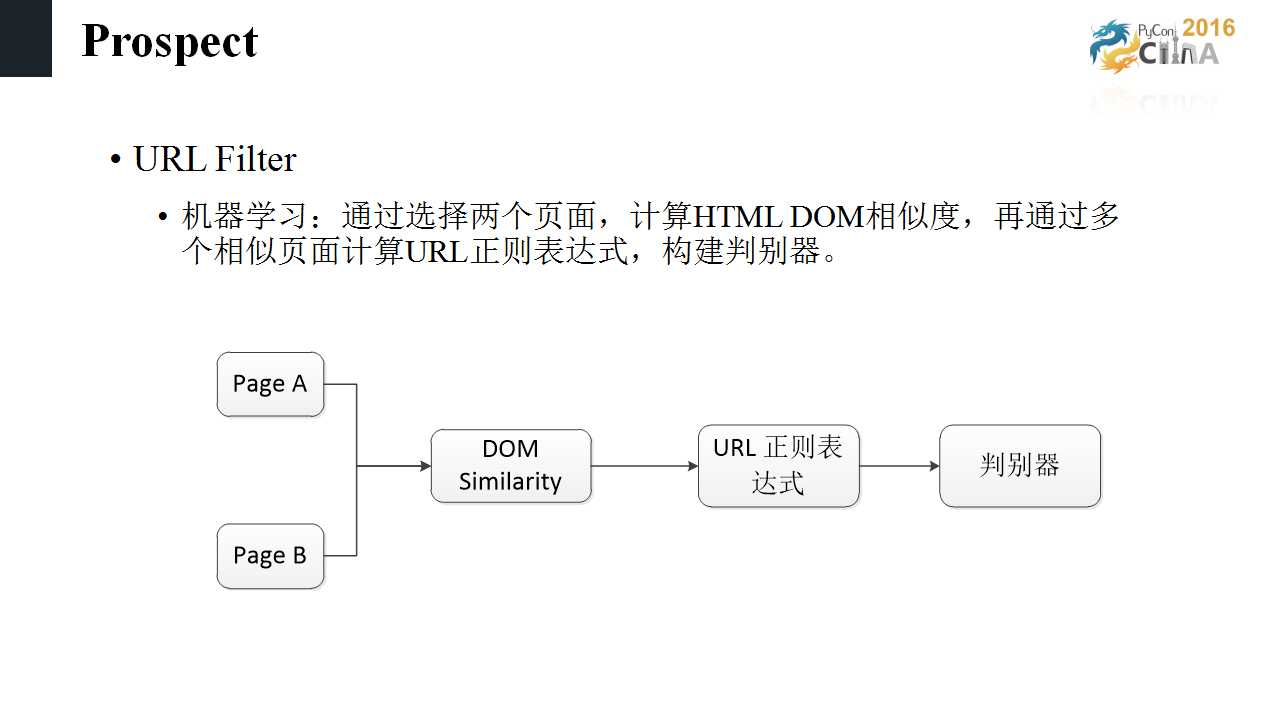 Prospect
PyCon 2016
CHINA
• URL Filter
• 机器学习：通过选择两个页面，计算HTML DOM相似度，再通过多
个相似页面计算URL正则表达式，构建判别器。
Page A
DOM
Similarity
URL 正则表
达式
判别器
Page B